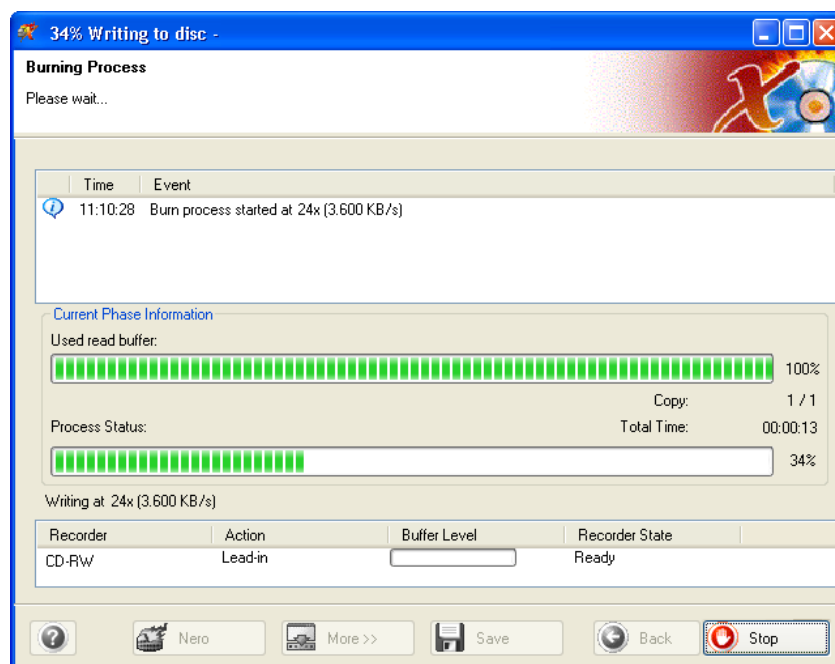 34% Writing to disc -
Burning Process
Please wait...
Time Event
11:10:28 Burn process started at 24x (3.600 KB/s)
Current Phase Information
Used read buffer:
100%
Copy: 1 / 1
Process Status: Total Time: 00:00:13
34%
Writing at 24x (3.600 KB/s)
Recorder Action Buffer Level Recorder State
CD-RW Lead-in Ready
Nero More >> Save Back Stop